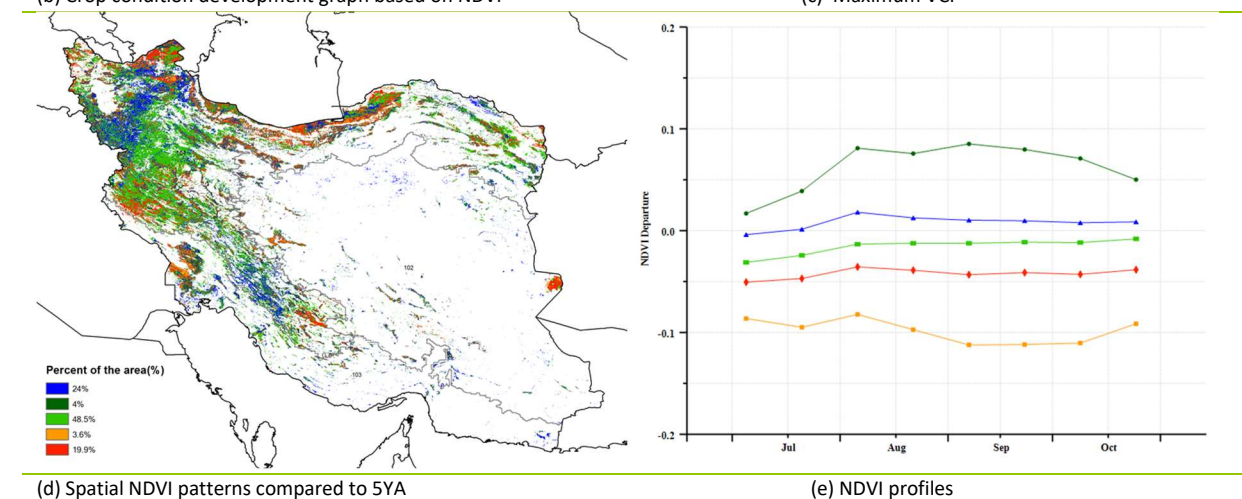 (b) Crop condition development graph based on NDVI (c) Maximum VCI
102
103
Percent of the area(%)
24%
4%
48.5%
3.6%
19.9%
0.2
0.1
0.0
-0.1
-0.2
NDVI Departure
Jul Aug Sep Oct
(d) Spatial NDVI patterns compared to 5YA (e) NDVI profiles